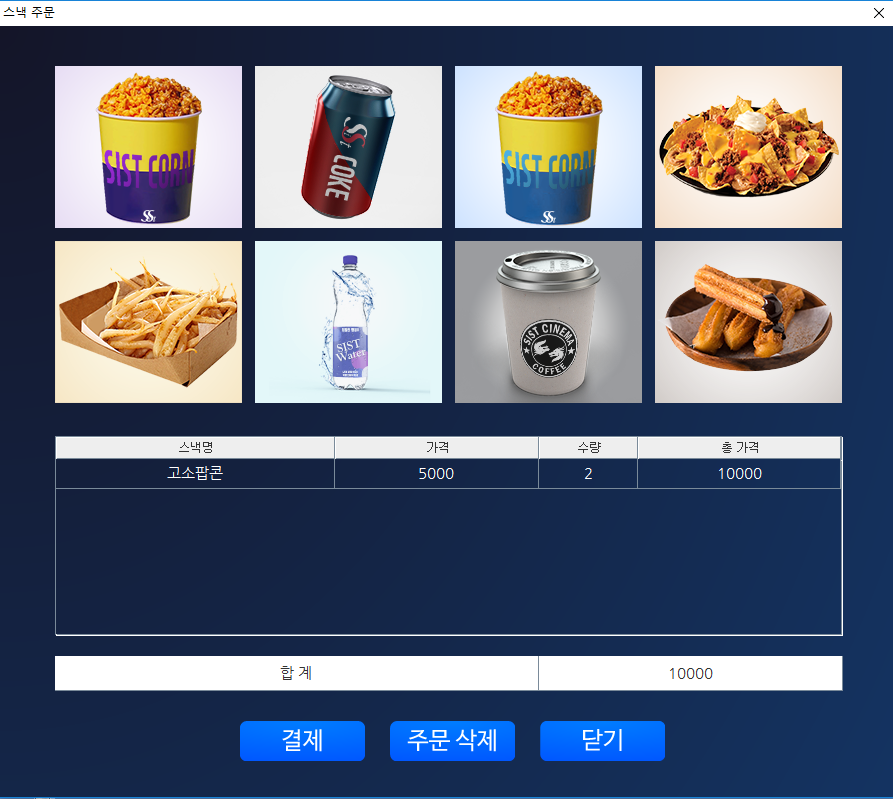 스낵 주문
SIST CORN
SIST COKE
SIST CORN
SIST Water
SIST CINEMA
COFFEE
스낵명 가격 수량 총 가격
고소팝콘 5000 2 10000
합 계 10000
결제 주문 삭제 닫기